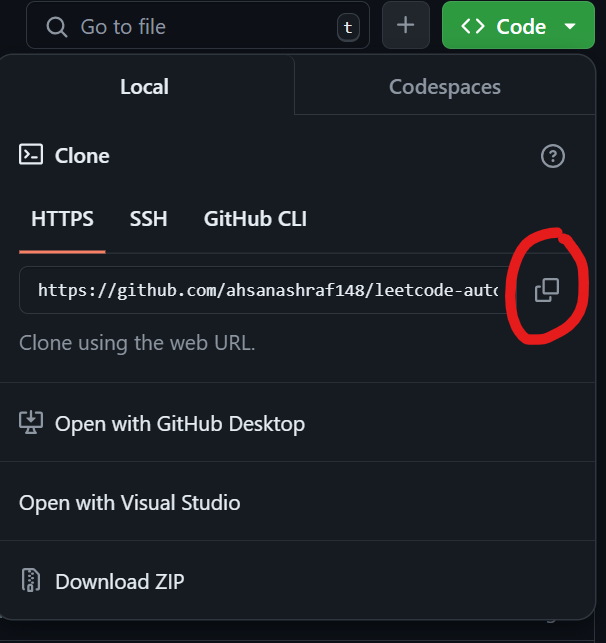 Go to file t + <> Code
Local Codespaces
Clone
HTTPS SSH GitHub CLI
https://github.com/ahsanashraf148/leetcode-auto
Clone using the web URL.
Open with GitHub Desktop
Open with Visual Studio
Download ZIP